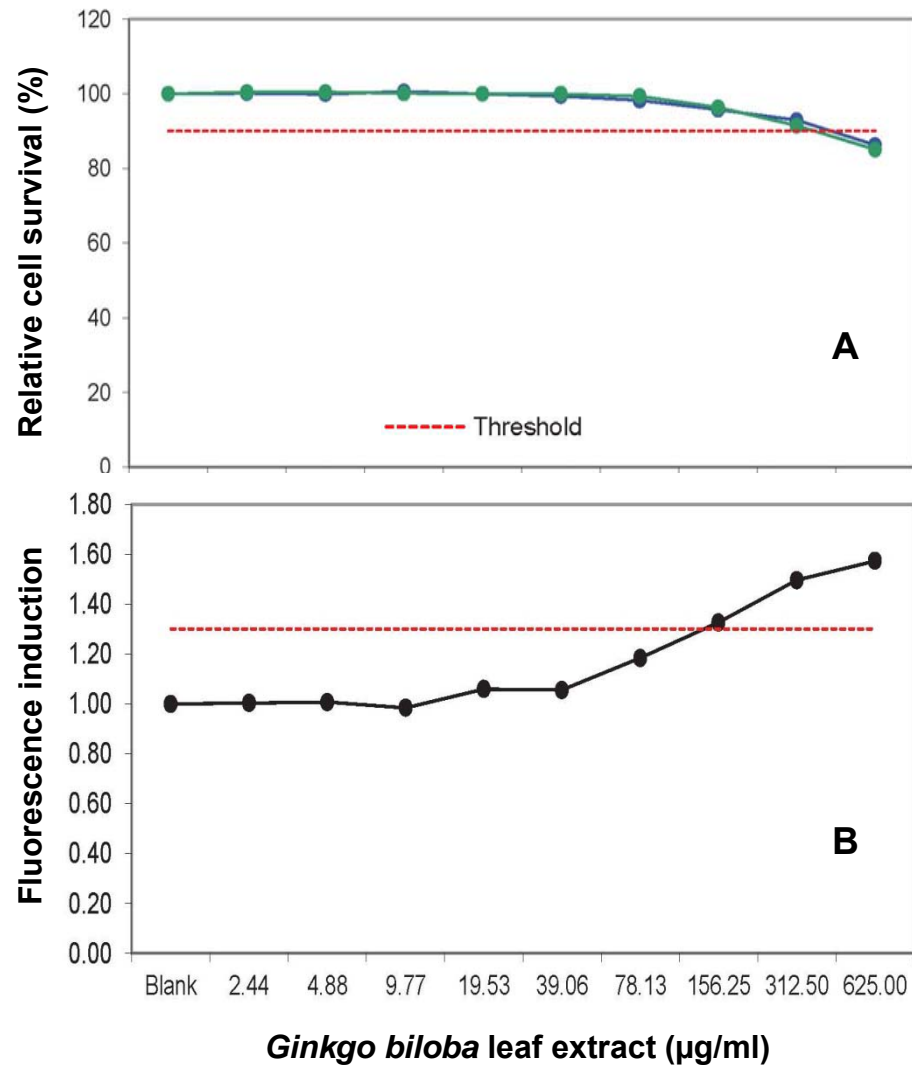 Relative cell survival (%)
120
100
80
60
40
20
0
A
Threshold
Fluorescence induction
1.80
1.60
1.40
1.20
1.00
0.80
0.60
0.40
0.20
0.00
B
Blank 2.44 4.88 9.77 19.53 39.06 78.13 156.25 312.50 625.00
Ginkgo biloba leaf extract (µg/ml)